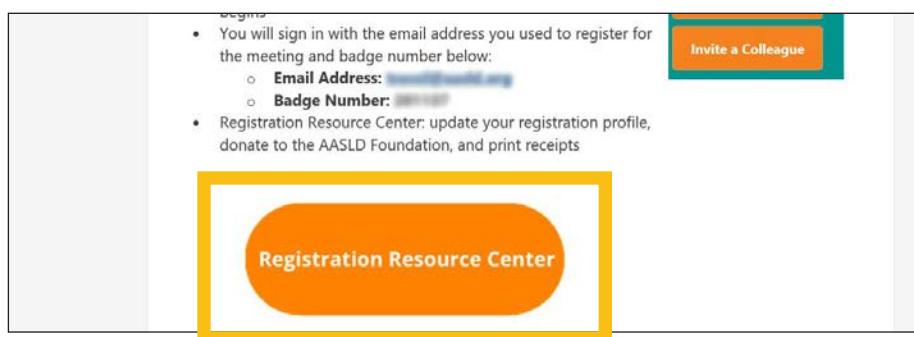 begins
• You will sign in with the email address you used to register for
the meeting and badge number below:
o Email Address:
o Badge Number:
• Registration Resource Center: update your registration profile,
donate to the AASLD Foundation, and print receipts
Invite a Colleague
Registration Resource Center